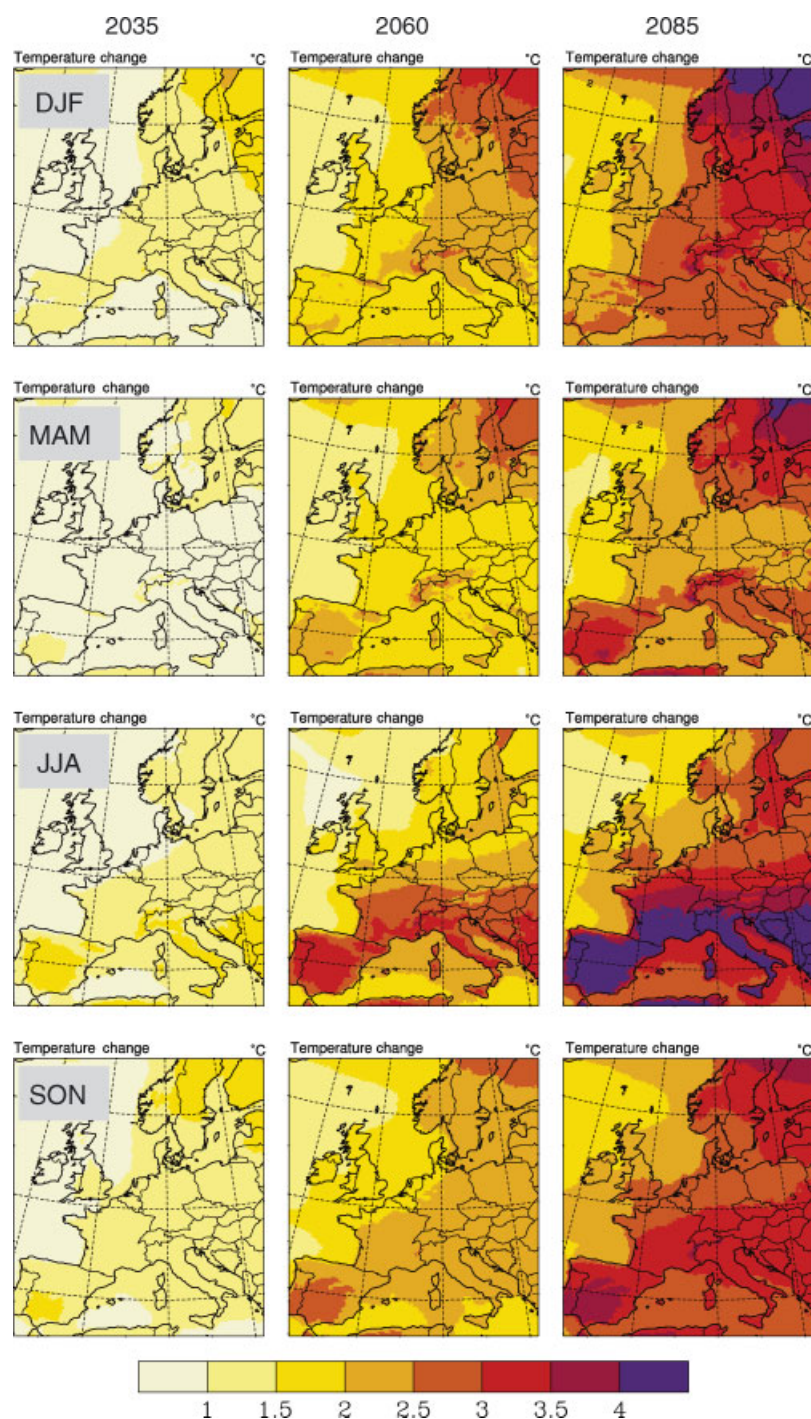 2035 2060 2085
Temperature change °C Temperature change °C Temperature change °C
DJF
Temperature change °C Temperature change °C Temperature change °C
MAM
Temperature change °C Temperature change °C Temperature change °C
JJA
Temperature change °C Temperature change °C Temperature change °C
SON
1 1.5 2 2.5 3 3.5 4